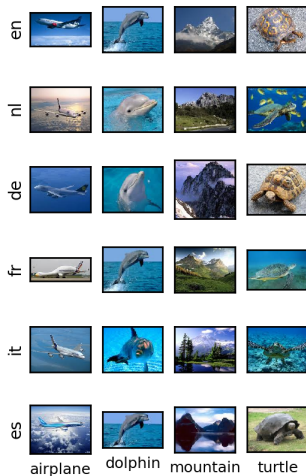 en
nl
de
fr
it
es
airplane dolphin mountain turtle